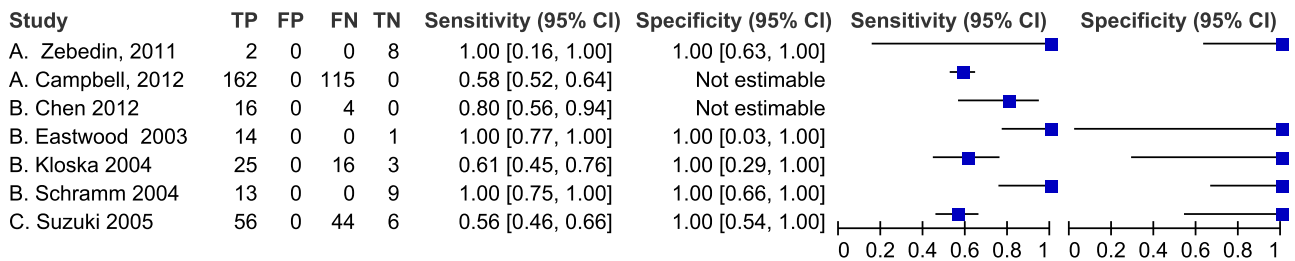 Study TP FP FN TN Sensitivity (95% CI) Specificity (95% CI) Sensitivity (95% CI) Specificity (95% CI)
A.  Zebedin, 2011 2 0 0 8 1.00 [0.16, 1.00] 1.00 [0.63, 1.00]
A. Campbell, 2012 162 0 115 0 0.58 [0.52, 0.64] Not estimable
B. Chen 2012 16 0 4 0 0.80 [0.56, 0.94] Not estimable
B. Eastwood  2003 14 0 0 1 1.00 [0.77, 1.00] 1.00 [0.03, 1.00]
B. Kloska 2004 25 0 16 3 0.61 [0.45, 0.76] 1.00 [0.29, 1.00]
B. Schramm 2004 13 0 0 9 1.00 [0.75, 1.00] 1.00 [0.66, 1.00]
C. Suzuki 2005 56 0 44 6 0.56 [0.46, 0.66] 1.00 [0.54, 1.00]
0 0.2 0.4 0.6 0.8 1 0 0.2 0.4 0.6 0.8 1